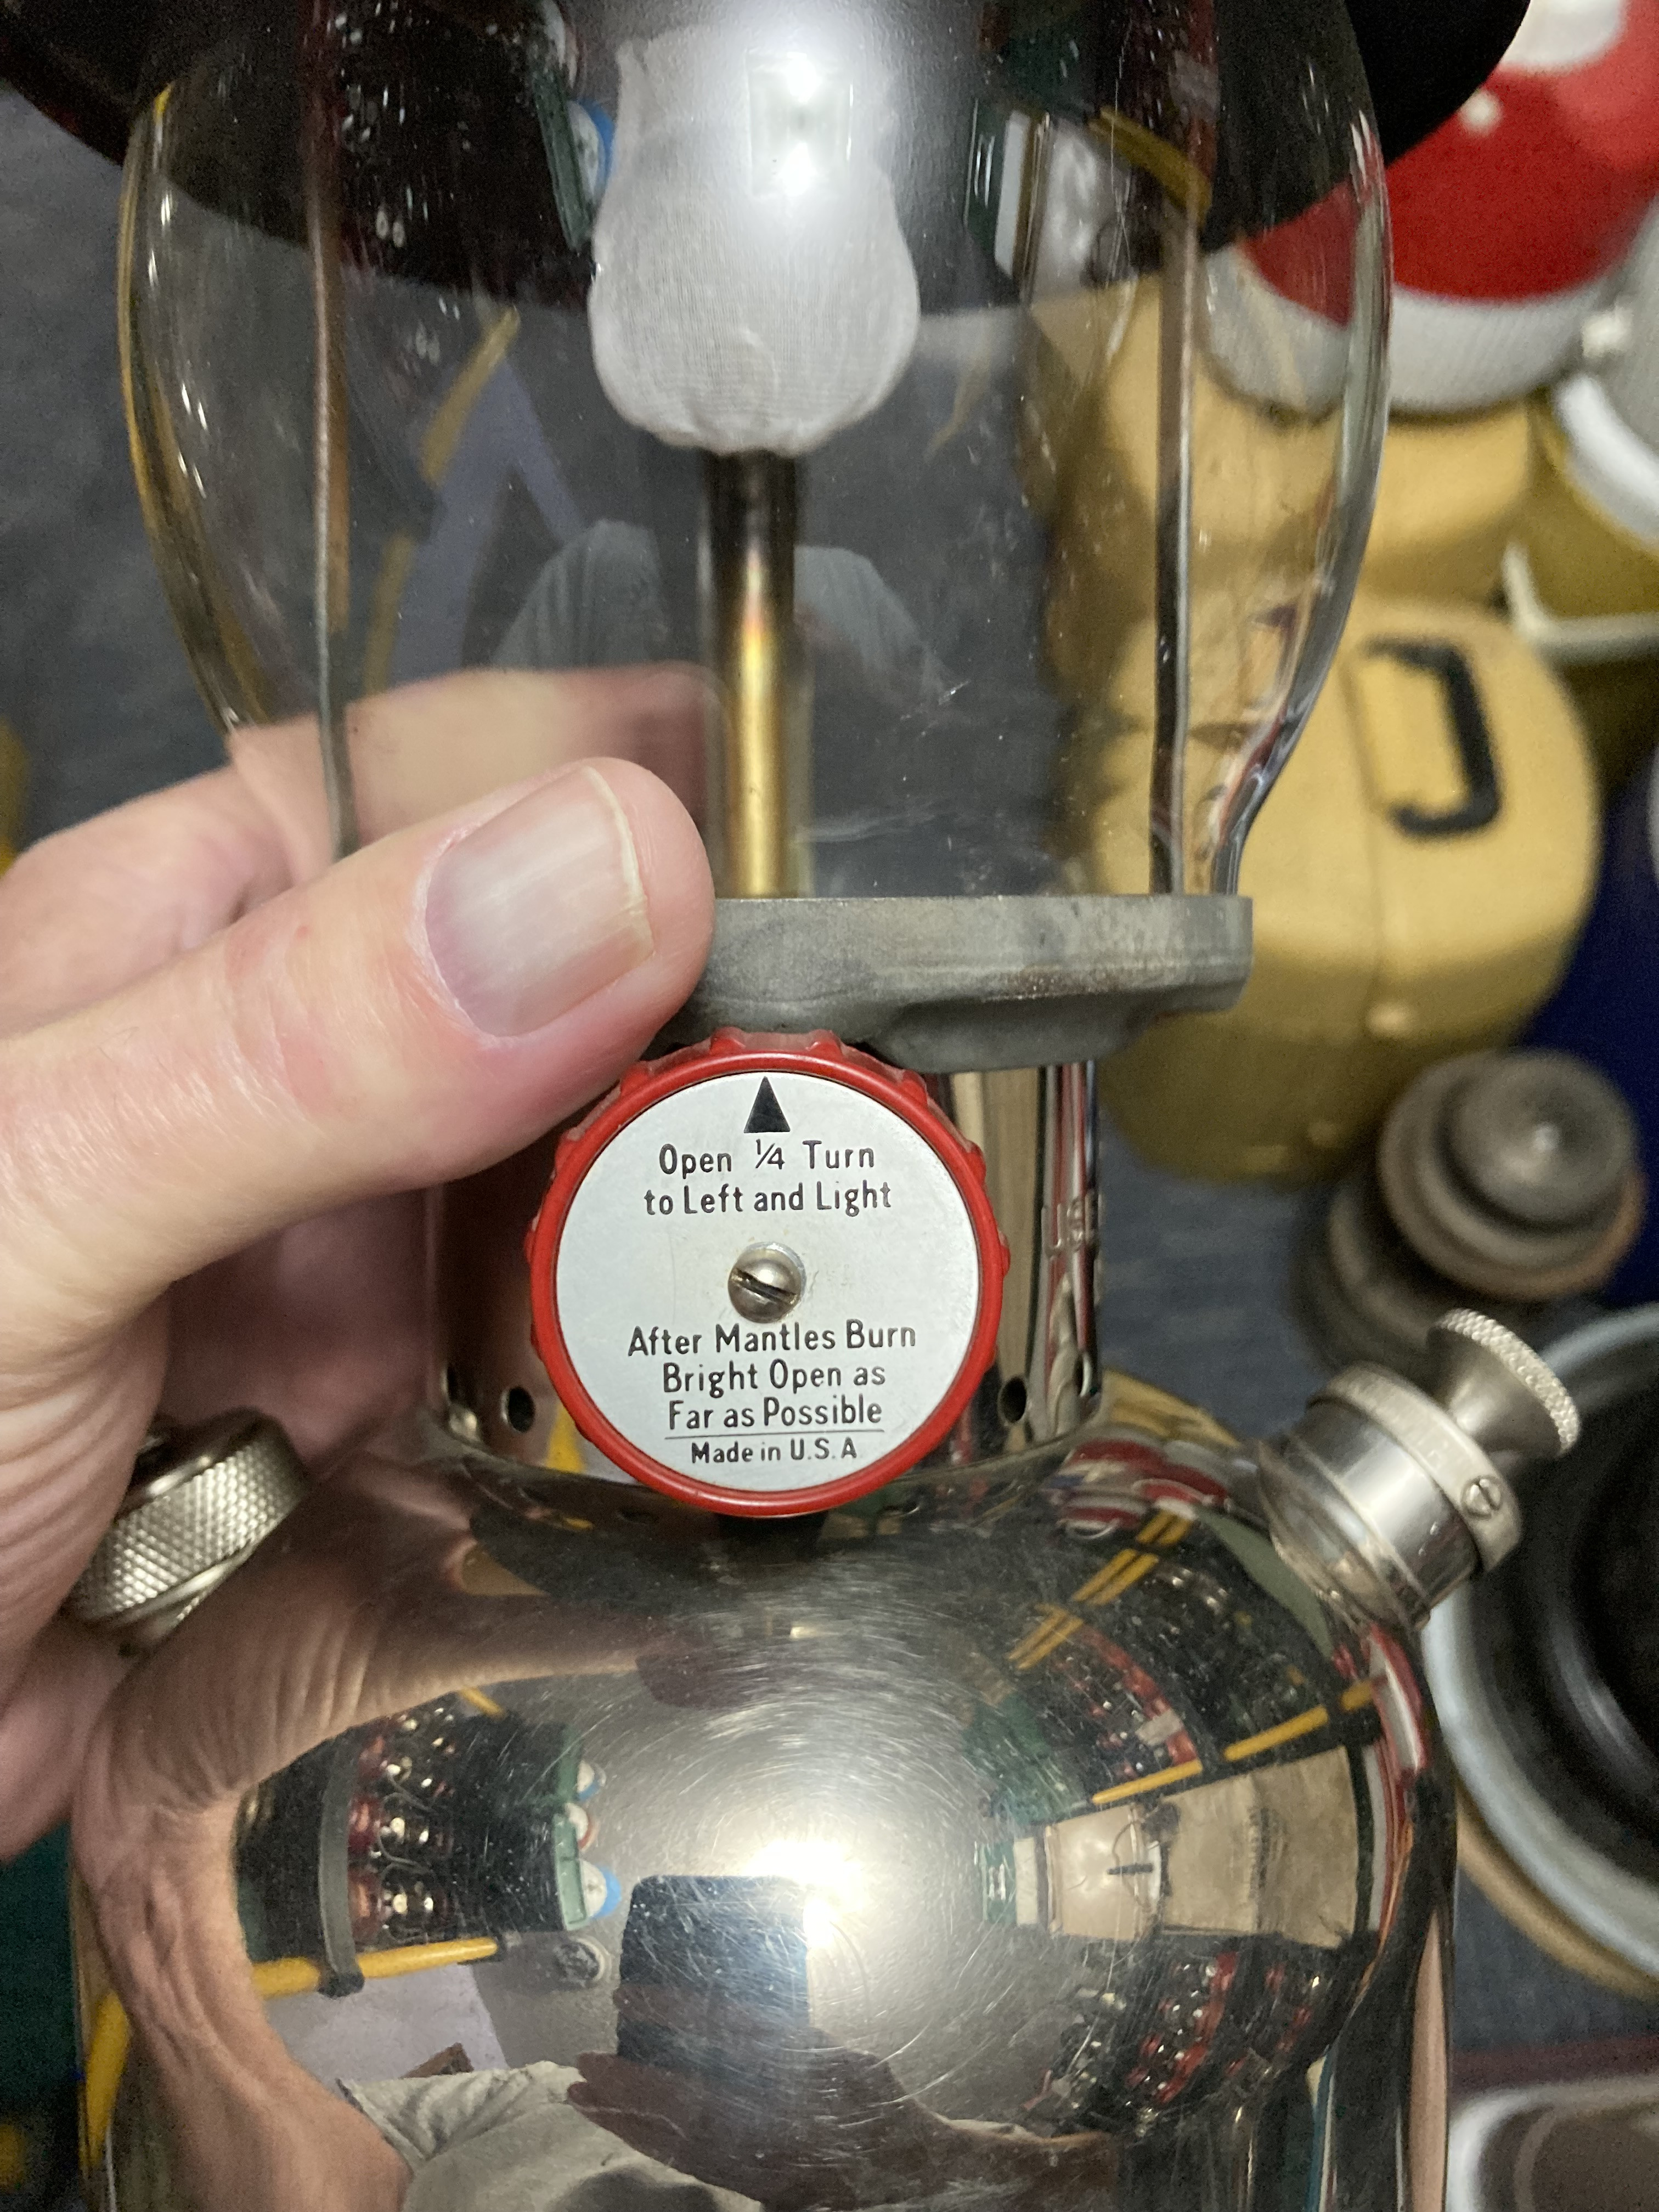 Open 1/4 Turn
to Left and Light
After Mantles Burn
Bright Open as
Far as Possible
Made in U.S.A